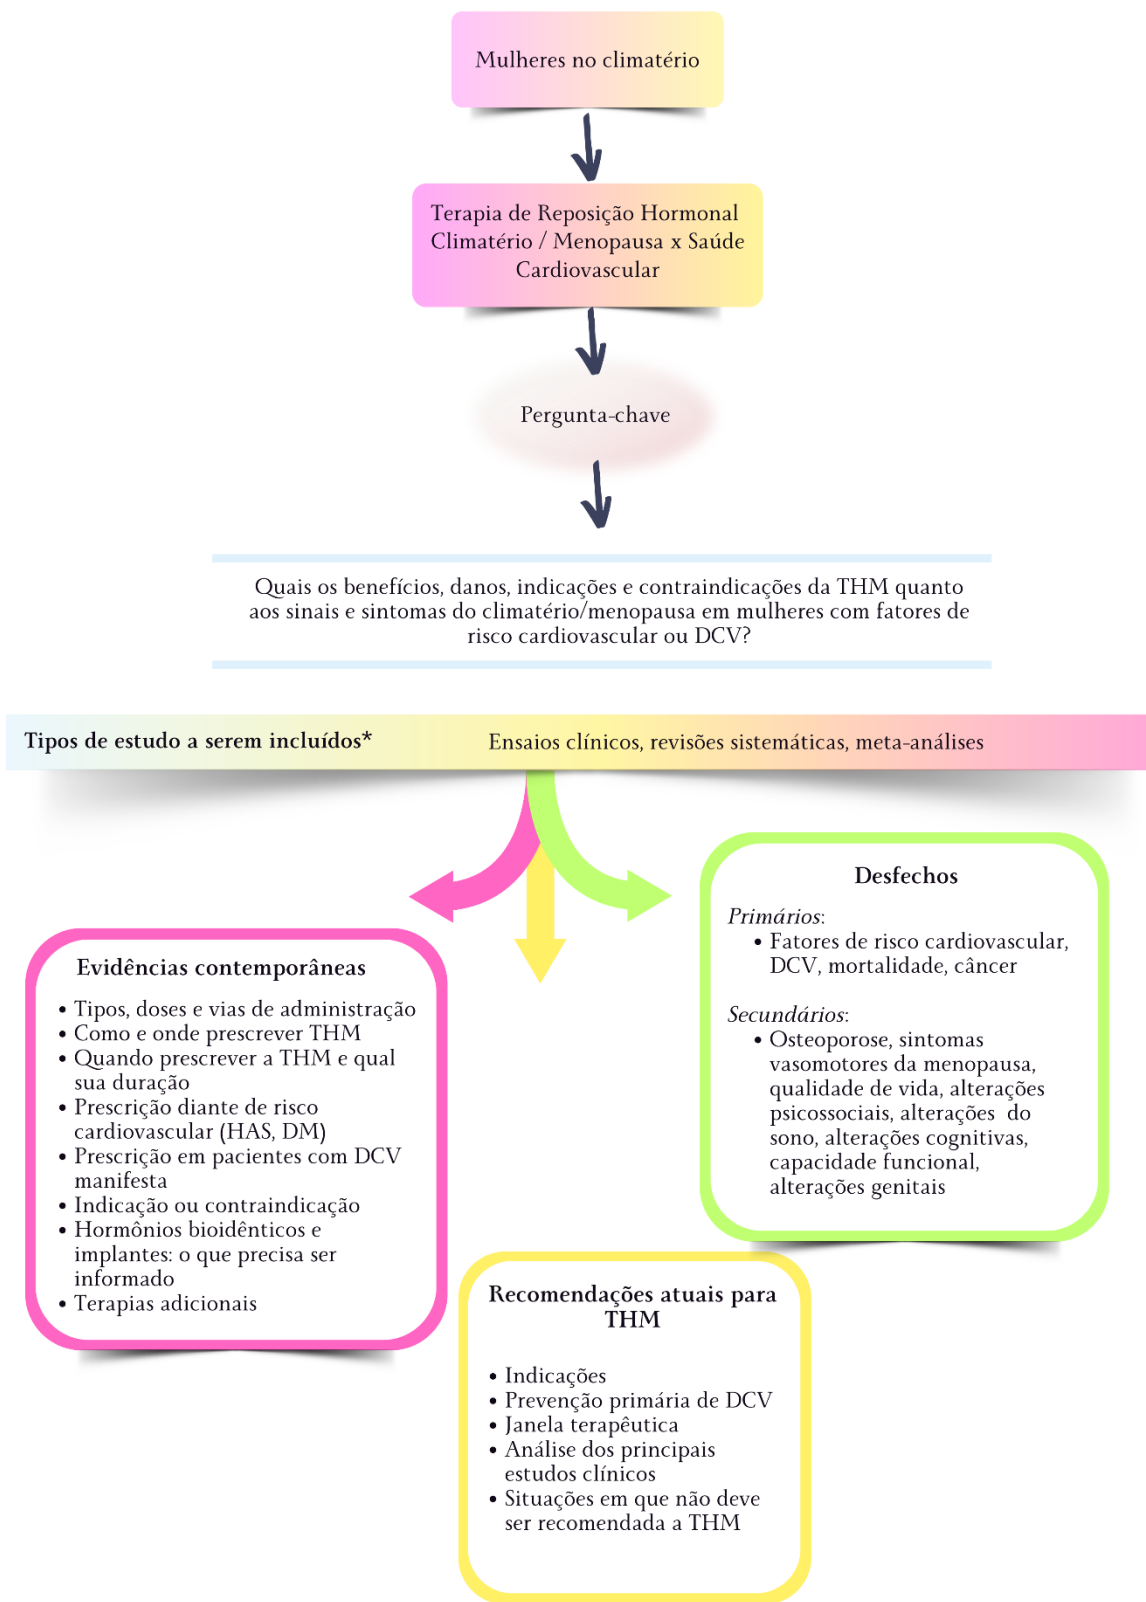 Mulheres no climatério
Terapia de Reposição Hormonal
Climatério / Menopausa x Saúde
Cardiovascular
Pergunta-chave
Quais os benefícios, danos, indicações e contraindicações da THM quanto
aos sinais e sintomas do climatério/menopausa em mulheres com fatores de
risco cardiovascular ou DCV?
Tipos de estudo a serem incluídos*
Ensaios clínicos, revisões sistemáticas, meta-análises
Evidências contemporâneas
• Tipos, doses e vias de administração
• Como e onde prescrever THM
• Quando prescrever a THM e qual
sua duração
• Prescrição diante de risco
cardiovascular (HAS, DM)
• Prescrição em pacientes com DCV
manifesta
• Indicação ou contraindicação
• Hormônios bioidênticos e
implantes: o que precisa ser
informado
• Terapias adicionais
Recomendações atuais para
THM
• Indicações
• Prevenção primária de DCV
• Janela terapêutica
• Análise dos principais
estudos clínicos
• Situações em que não deve
ser recomendada a THM
Desfechos
Primários:
• Fatores de risco cardiovascular,
DCV, mortalidade, câncer
Secundários:
• Osteoporose, sintomas
vasomotores da menopausa,
qualidade de vida, alterações
psicossociais, alterações do
sono, alterações cognitivas,
capacidade funcional,
alterações genitais